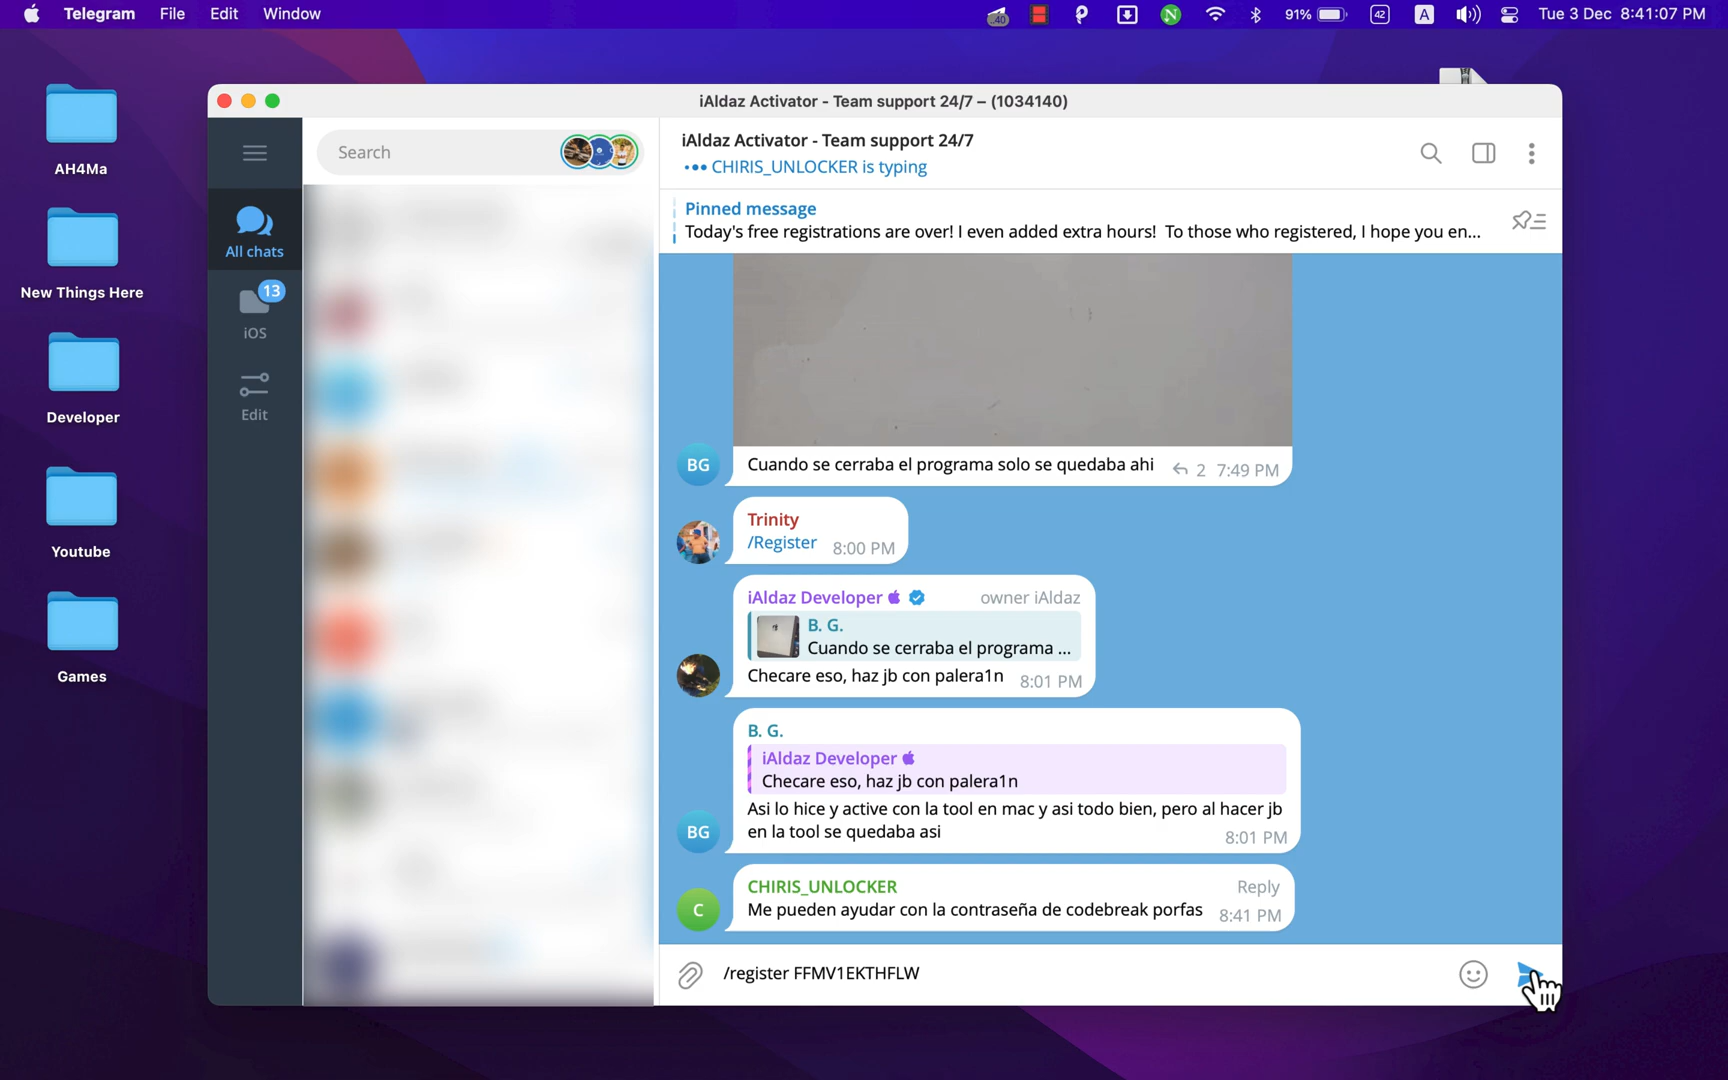 Telegram File Edit Window
40
91%
42
A
Tue 3 Dec 8:41:07 PM
AH4Ma
New Things Here
Developer
Youtube
Games
iAldaz Activator - Team support 24/7 – (1034140)
All chats
13
iOS
Edit
Search
iAldaz Activator - Team support 24/7
CHIRIS_UNLOCKER is typing
Pinned message
Today's free registrations are over! I even added extra hours! To those who registered, I hope you en...
BG
Cuando se cerraba el programa solo se quedaba ahi 2 7:49 PM
Trinity
/Register 8:00 PM
iAldaz Developer owner iAldaz
B. G.
Cuando se cerraba el programa ...
Checare eso, haz jb con palera1n 8:01 PM
B. G.
iAldaz Developer
Checare eso, haz jb con palera1n
Asi lo hice y active con la tool en mac y asi todo bien, pero al hacer jb
en la tool se quedaba asi 8:01 PM
BG
CHIRIS_UNLOCKER Reply
Me pueden ayudar con la contraseña de codebreak porfas 8:41 PM
C
/register FFMV1EKTHFLW